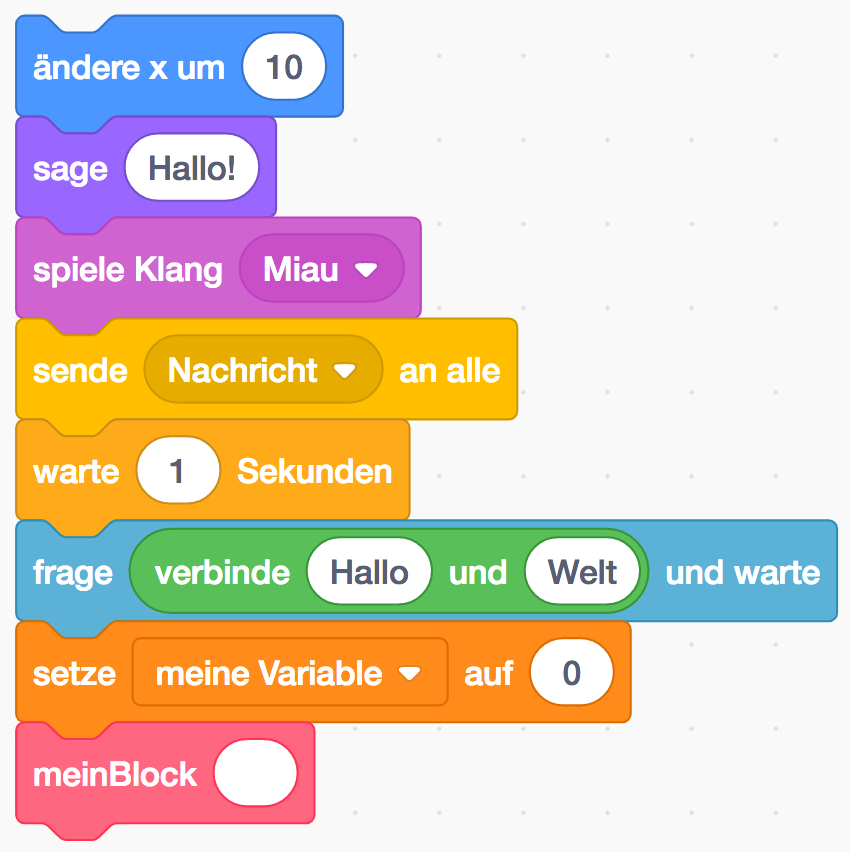 ändere x um 10
sage Hallo!
spiele Klang Miau
sende Nachricht an alle
warte 1 Sekunden
frage verbinde Hallo und Welt und warte
setze meine Variable auf 0
meinBlock